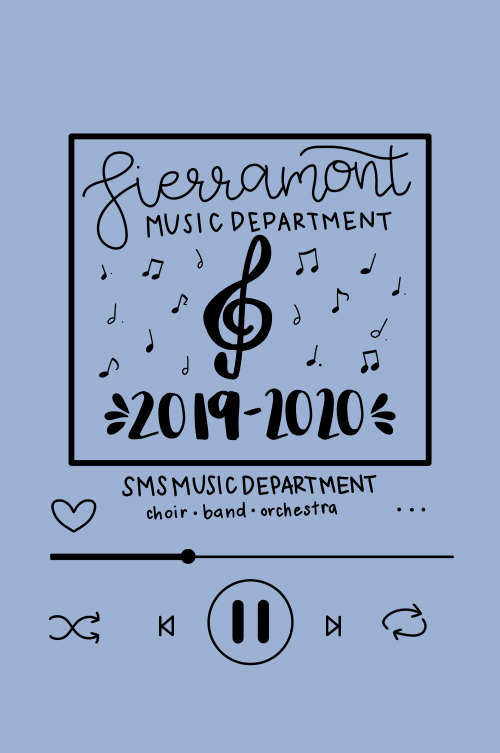 Sierramont
MUSIC DEPARTMENT
2019-2020
SMS MUSIC DEPARTMENT
choir • band • orchestra